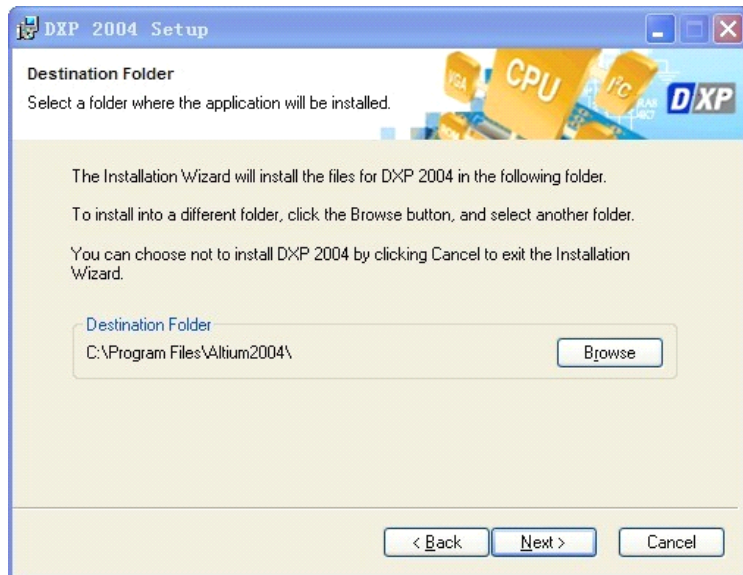 DXP 2004 Setup
Destination Folder
Select a folder where the application will be installed.
VGA
CPU
I²C
DXP
The Installation Wizard will install the files for DXP 2004 in the following folder.
To install into a different folder, click the Browse button, and select another folder.
You can choose not to install DXP 2004 by clicking Cancel to exit the Installation
Wizard.
Destination Folder
C:\Program Files\Altium2004\
Browse
< Back
Next >
Cancel